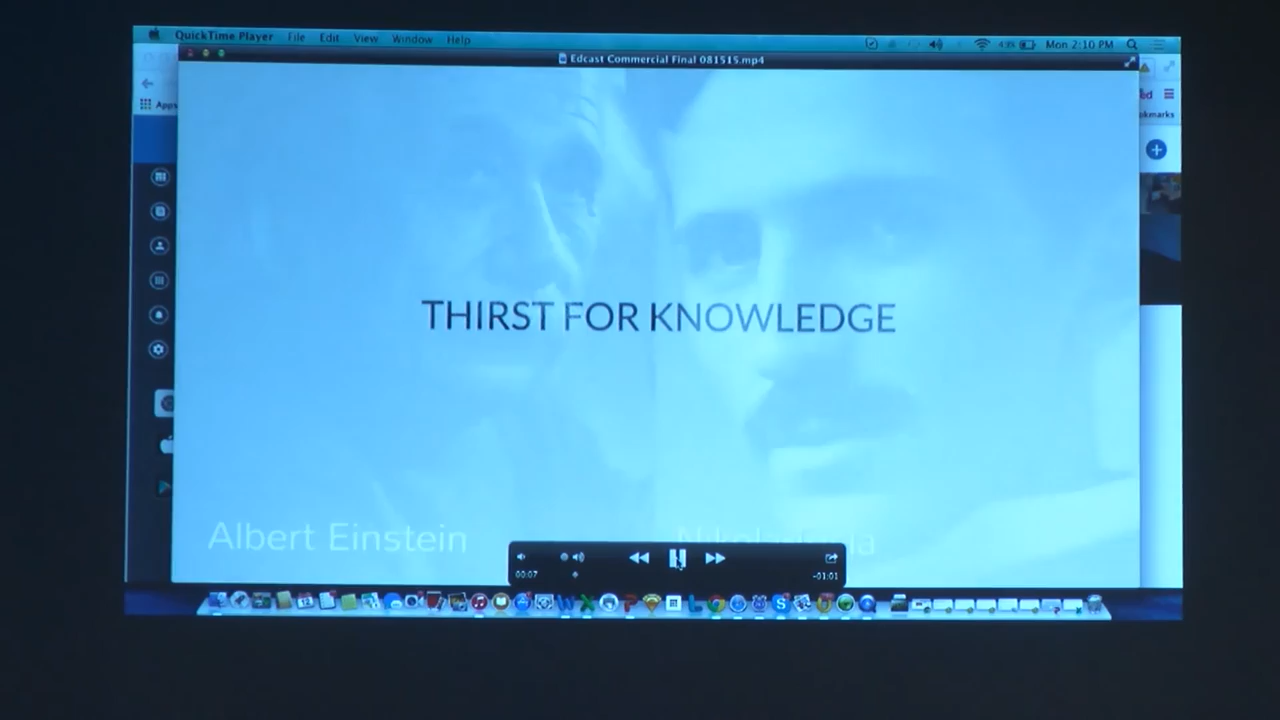 QuickTime Player File Edit View Window Help
Mon 2:10 PM
Edcast Commercial Final 081515.mp4
Apps
THIRST FOR KNOWLEDGE
Albert Einstein
00:07
-01:01